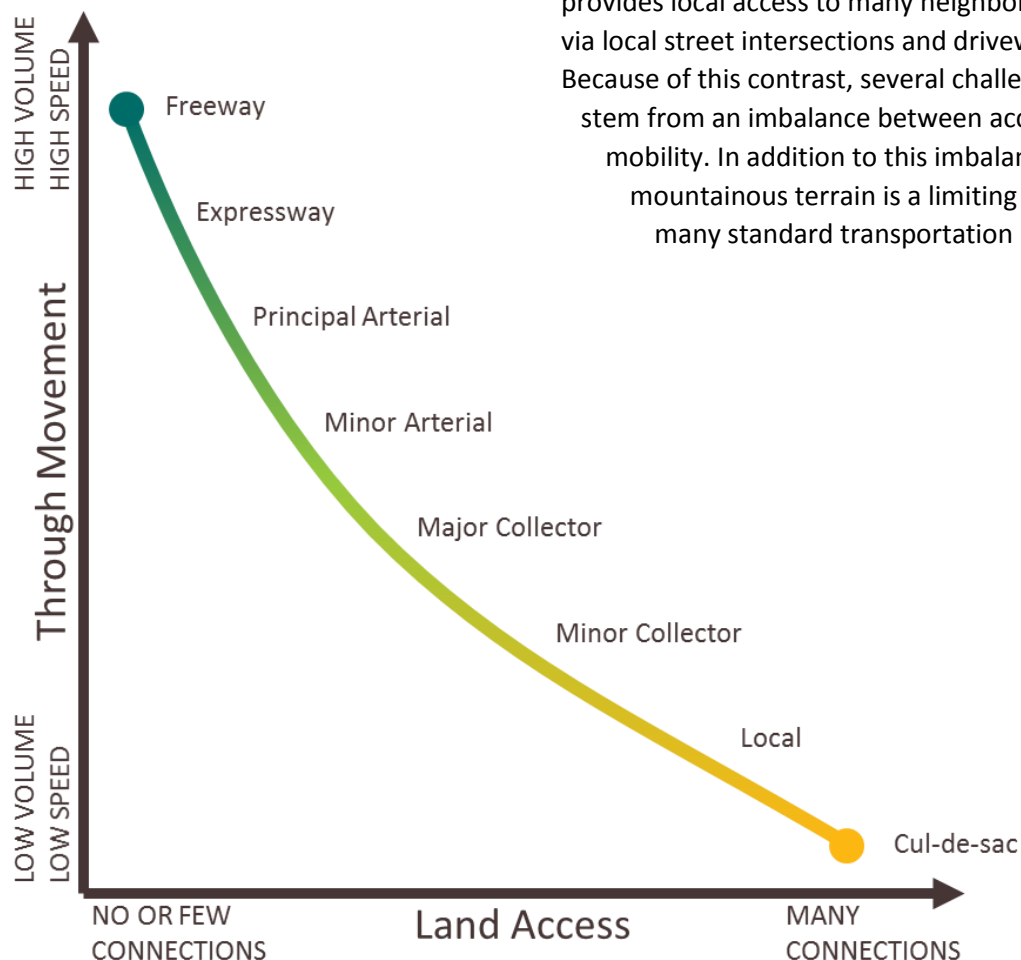 provides local access to many neighbor
via local street intersections and drivew
Because of this contrast, several challe
stem from an imbalance between acc
mobility. In addition to this imbalan
mountainous terrain is a limiting
many standard transportation
HIGH VOLUME
HIGH SPEED
Freeway
Expressway
Principal Arterial
Minor Arterial
Major Collector
Minor Collector
Local
Cul-de-sac
Through Movement
LOW VOLUME
LOW SPEED
NO OR FEW
CONNECTIONS
Land Access
MANY
CONNECTIONS